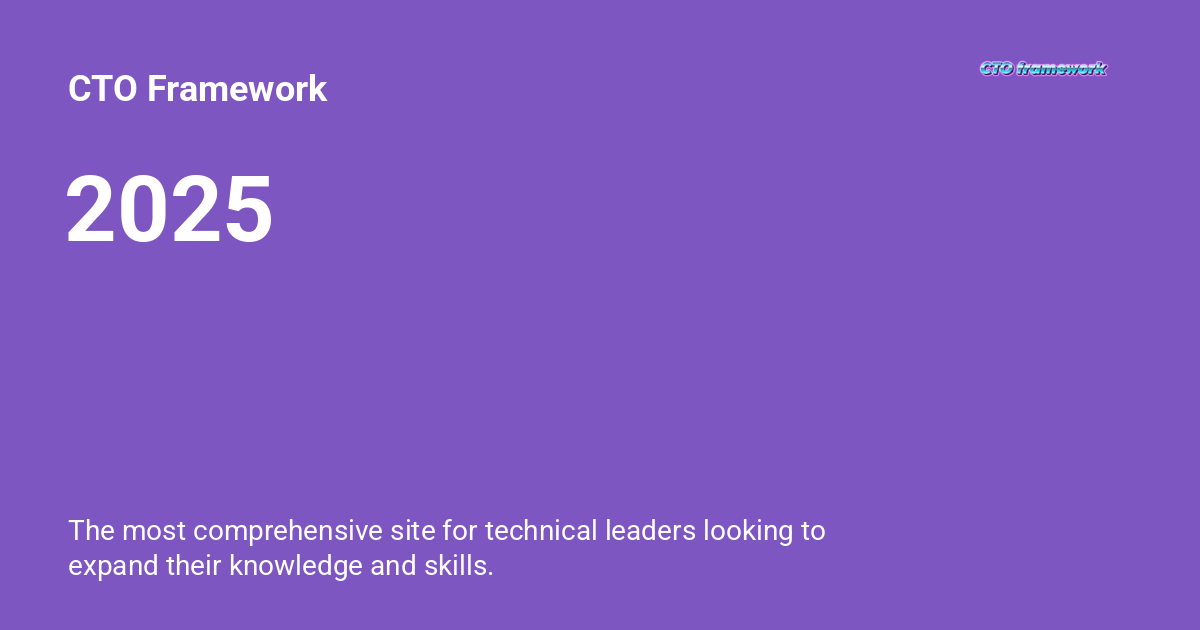 CTO Framework
CTO framework
2025
The most comprehensive site for technical leaders looking to
expand their knowledge and skills.